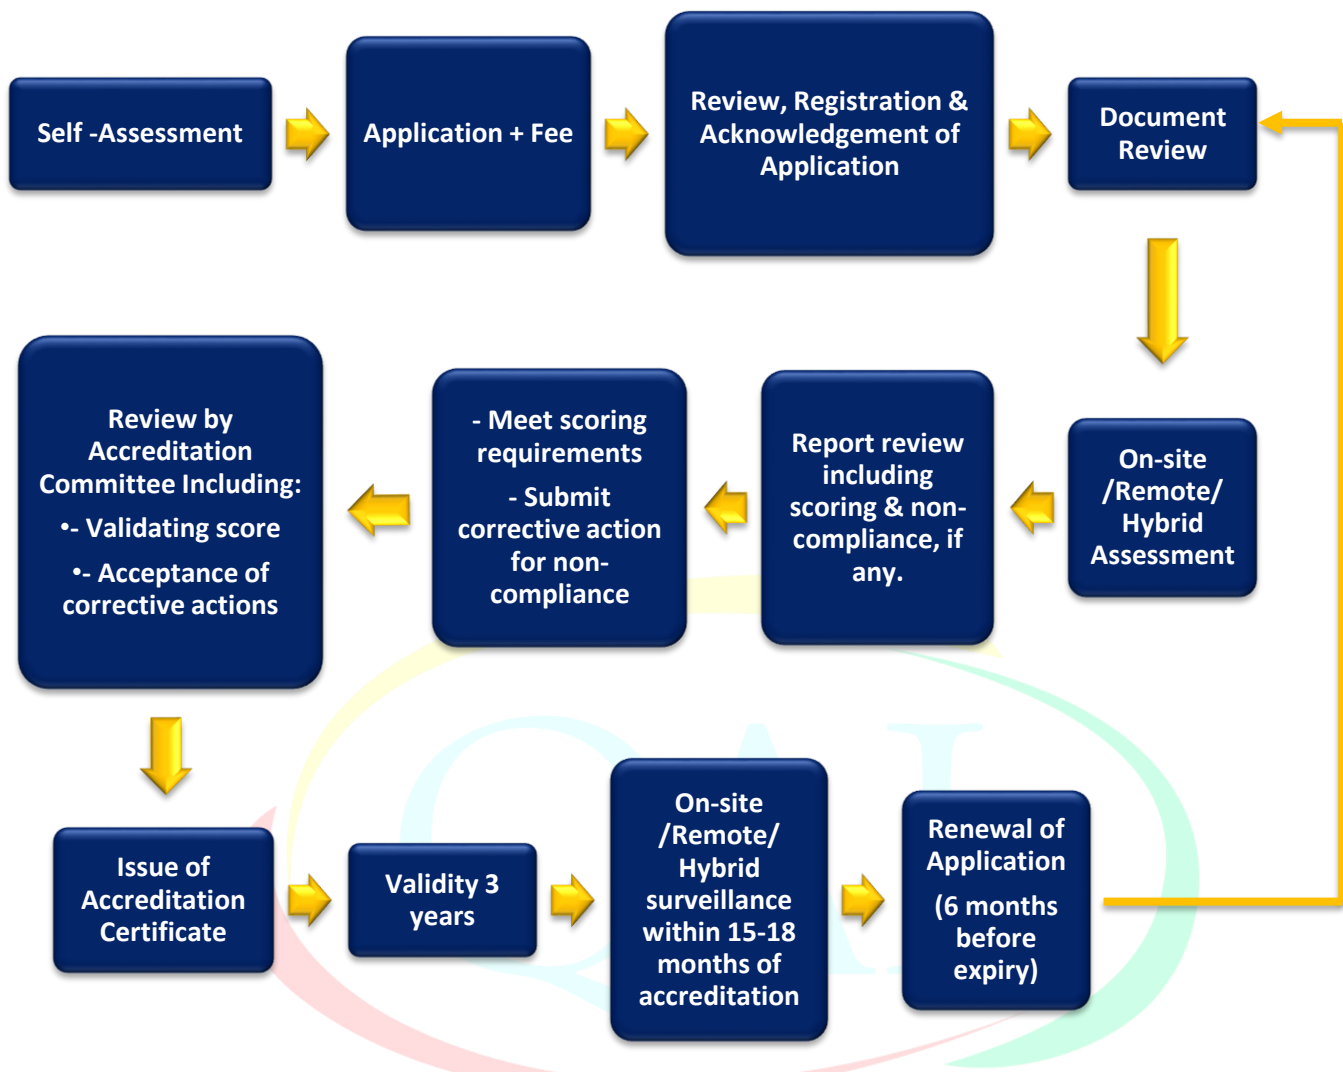 Self -Assessment
Application + Fee
Review, Registration &
Acknowledgement of
Application
Document
Review
On-site
/Remote/
Hybrid
Assessment
Report review
including
scoring & non-
compliance, if
any.
- Meet scoring
requirements
- Submit
corrective action
for non-
compliance
Review by
Accreditation
Committee Including:
•- Validating score
•- Acceptance of
corrective actions
Issue of
Accreditation
Certificate
Validity 3
years
On-site
/Remote/
Hybrid
surveillance
within 15-18
months of
accreditation
Renewal of
Application
(6 months
before
expiry)
QAI